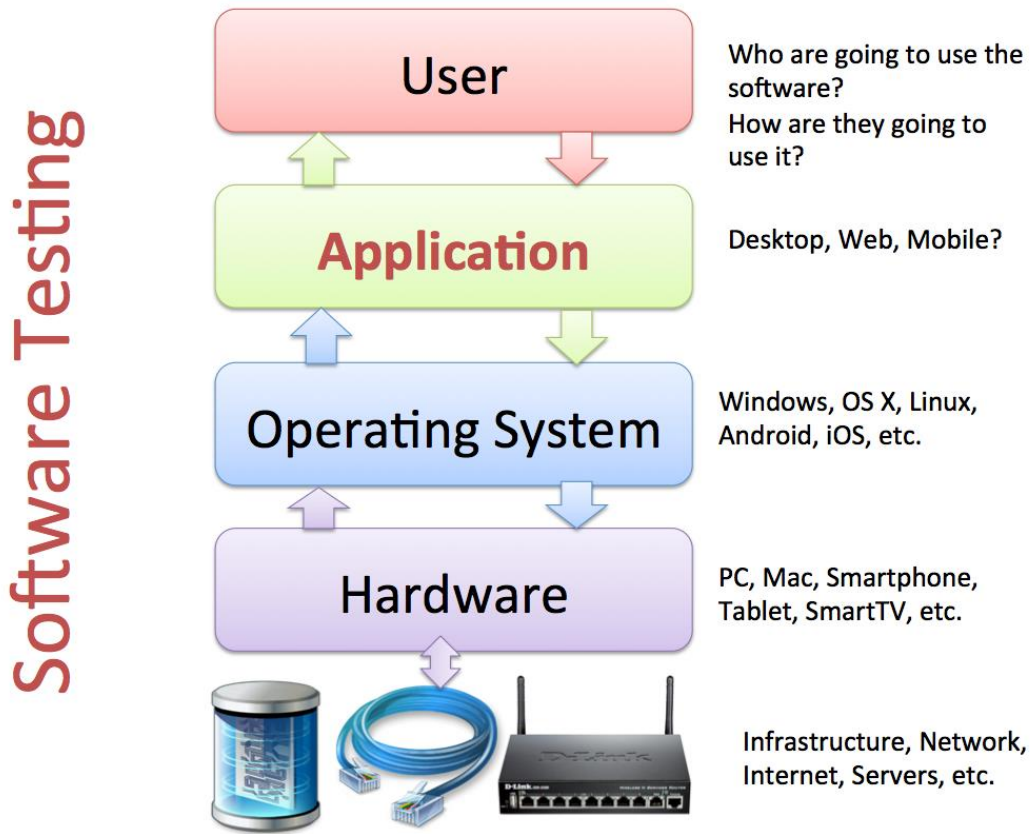 Software Testing
User
Who are going to use the
software?
How are they going to
use it?
Application
Desktop, Web, Mobile?
Operating System
Windows, OS X, Linux,
Android, iOS, etc.
Hardware
PC, Mac, Smartphone,
Tablet, SmartTV, etc.
D-Link
D-Link
Infrastructure, Network,
Internet, Servers, etc.